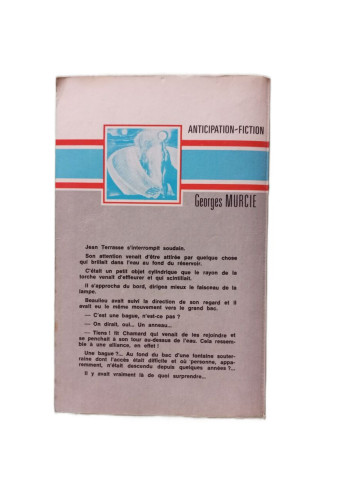 ANTICIPATION-FICTION
Georges MURCIE
Jean Terrasse s'interrompit soudain.
Son attention venait d'être attirée par quelque chose
qui brillait dans l'eau au fond du réservoir.
C'était un petit objet cylindrique que le rayon de la
torche venait d'effleurer et qui scintillait.
Il s'approcha du bord, dirigea mieux le faisceau de la
lampe.
Beaulieu avait suivi la direction de son regard et il
avait eu le même mouvement vers le grand bac.
— C'est une bague, n'est-ce pas ?
— On dirait, oui... Un anneau...
— Tiens ! fit Chamard qui venait de les rejoindre et
se penchait à son tour au-dessus de l'eau. Cela ressem-
ble à une alliance, en effet !
Une bague ?... Au fond du bac d'une fontaine souter-
raine dont l'accès était difficile et où personne, appa-
remment, n'était descendu depuis quelques années ?...
Il y avait vraiment là de quoi surprendre...